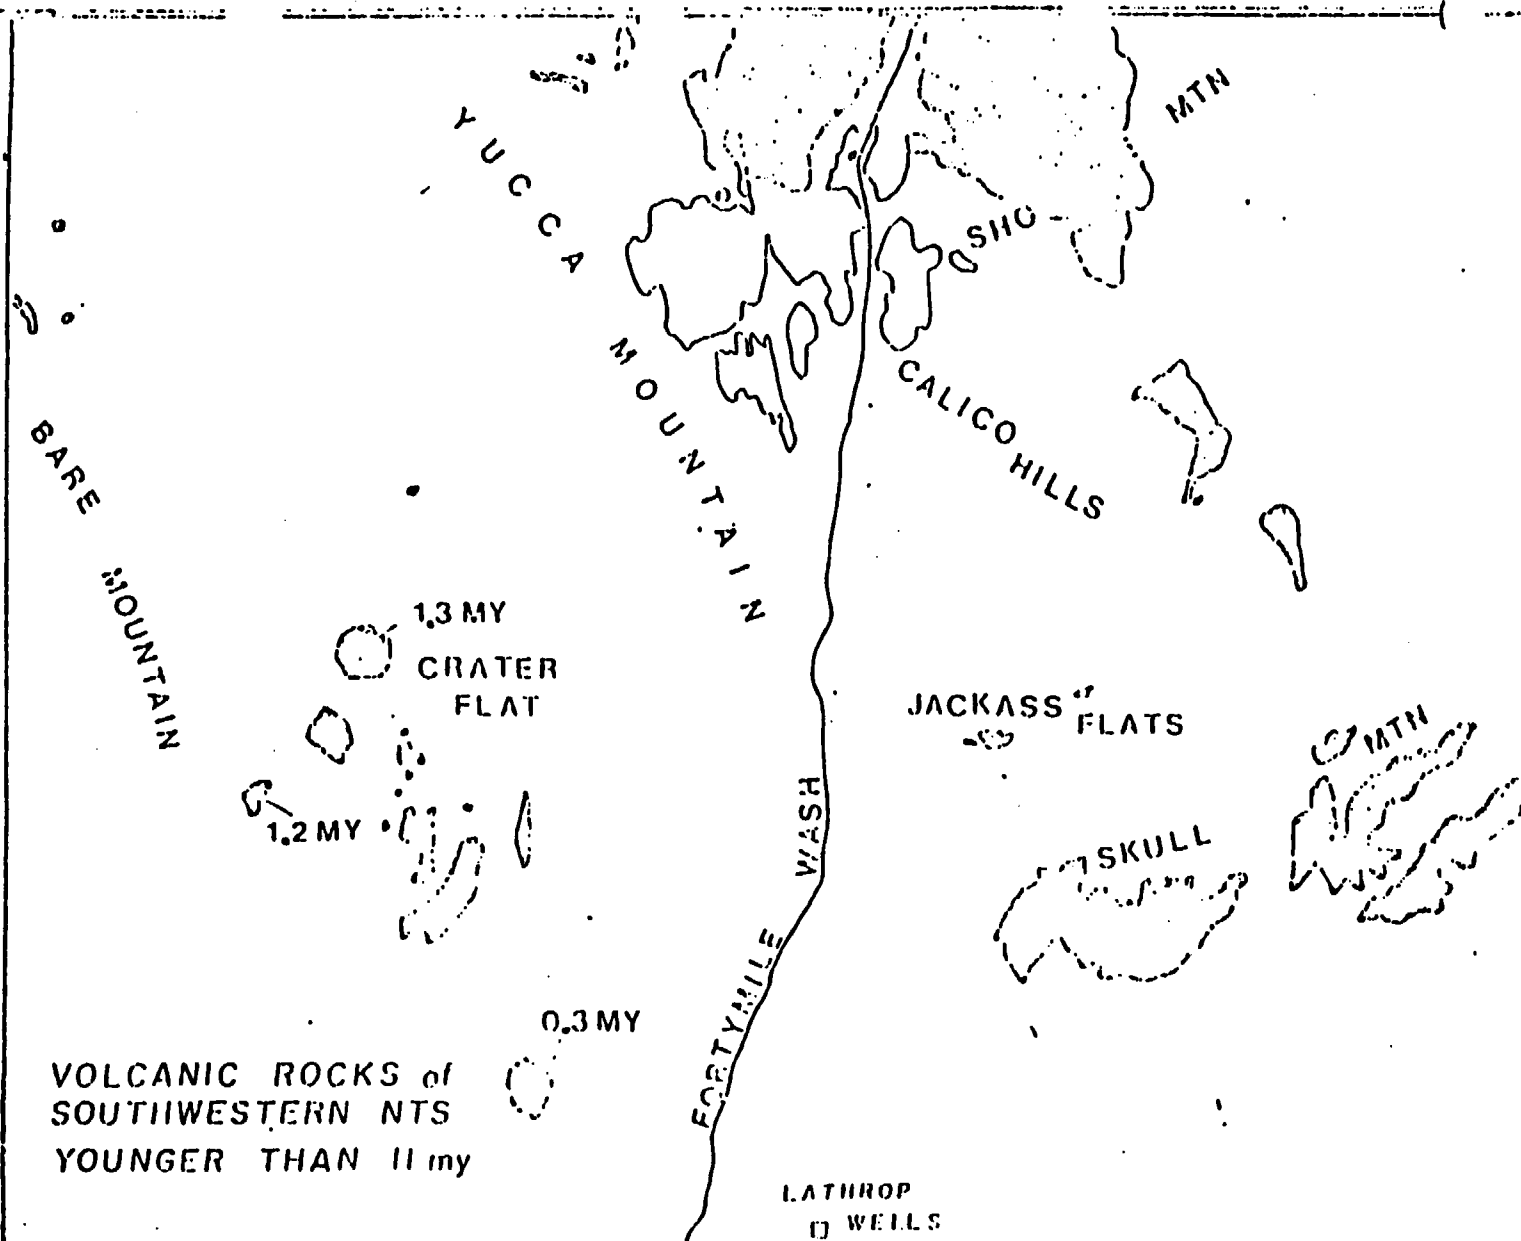 YUCCA MOUNTAIN
MTN
SHO
CALICO HILLS
BARE MOUNTAIN
1.3 MY
CRATER
FLAT
1.2 MY
JACKASS
FLATS
MTN
SKULL
FORTYMILE WASH
0.3 MY
VOLCANIC ROCKS of
SOUTHWESTERN NTS
YOUNGER THAN 11 my
LATHROP
WELLS